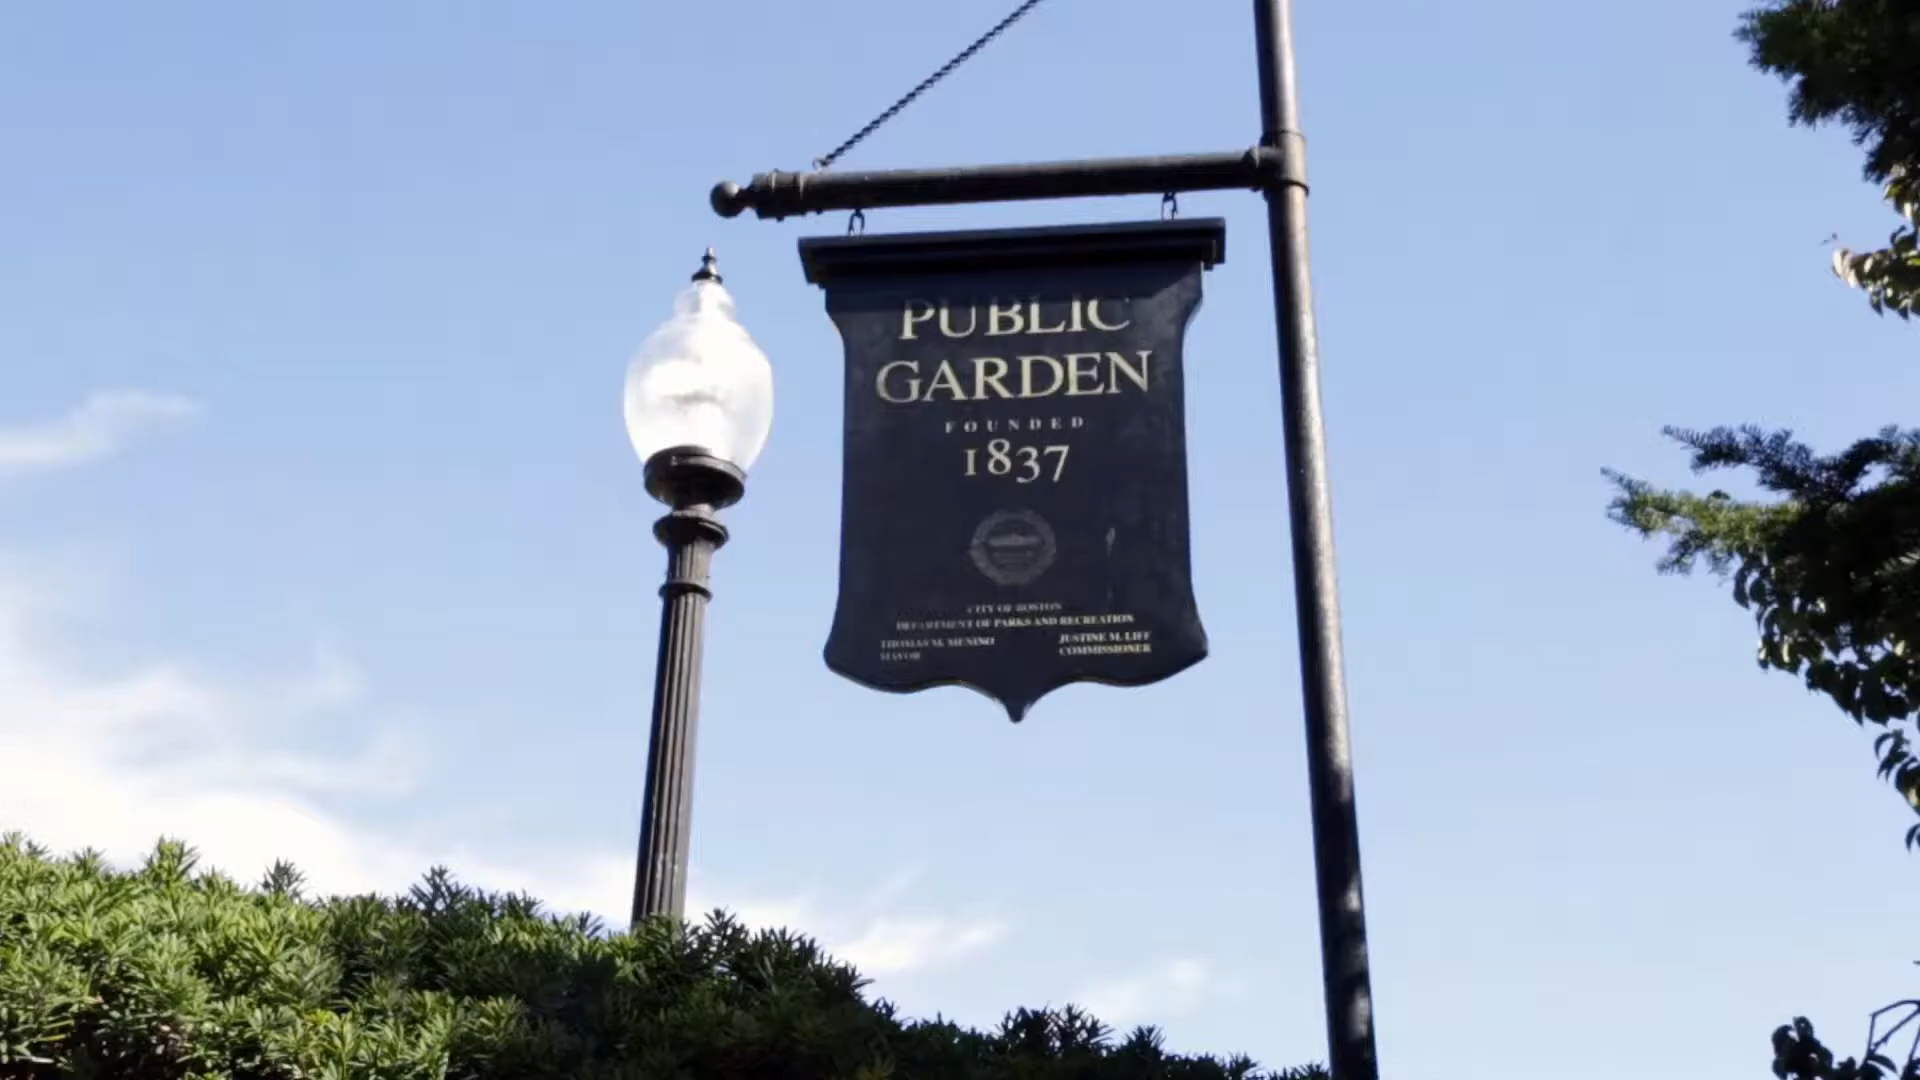 PUBLIC
GARDEN
FOUNDED
1837
CITY OF BOSTON
DEPARTMENT OF PARKS AND RECREATION
THOMAS M. MENINO
MAYOR
JUSTINE M. LIFF
COMMISSIONER